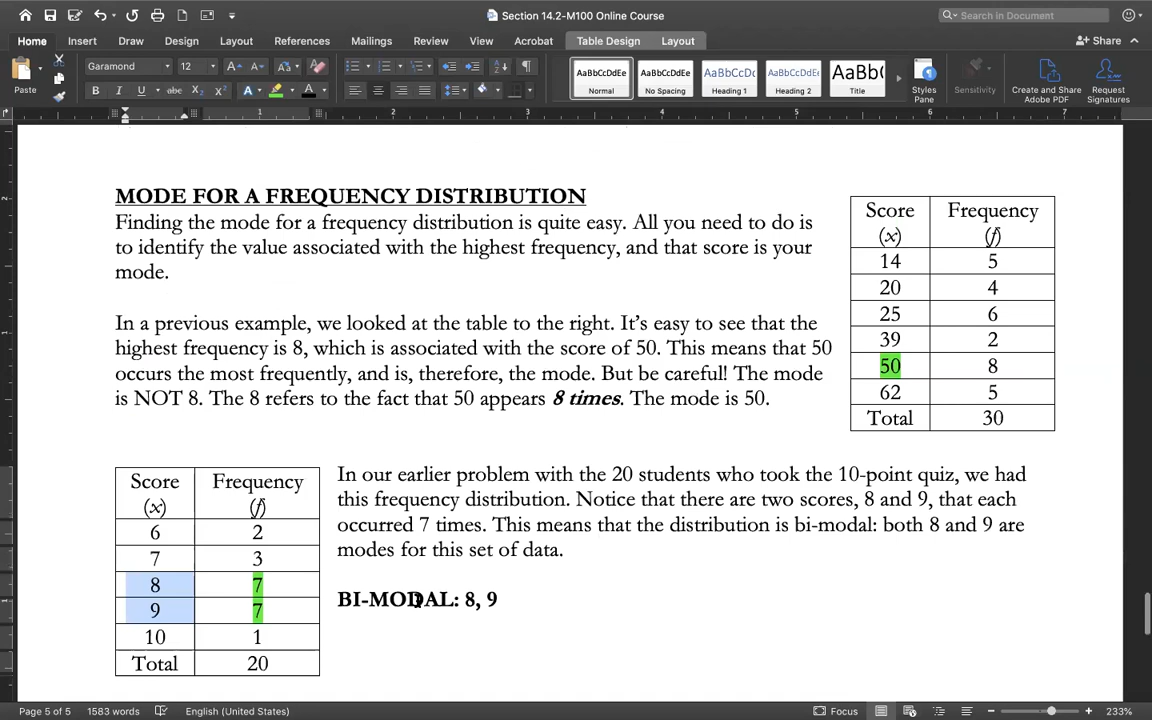 Section 14.2-M100 Online Course
Search in Document
Home Insert Draw Design Layout References Mailings Review View Acrobat Table Design Layout Share
Paste Garamond 12
AaBbCcDdEe AaBbCcDdEe AaBbCcDc AaBbCcDdEe AaBb(
Normal No Spacing Heading 1 Heading 2 Title
Styles Pane
Sensitivity
Create and Share Adobe PDF
Request Signatures
MODE FOR A FREQUENCY DISTRIBUTION
Finding the mode for a frequency distribution is quite easy. All you need to do is
to identify the value associated with the highest frequency, and that score is your
mode.
In a previous example, we looked at the table to the right. It's easy to see that the
highest frequency is 8, which is associated with the score of 50. This means that 50
occurs the most frequently, and is, therefore, the mode. But be careful! The mode
is NOT 8. The 8 refers to the fact that 50 appears 8 times. The mode is 50.
Score Frequency
(x) (f)
14 5
20 4
25 6
39 2
50 8
62 5
Total 30
Score Frequency
(x) (f)
6 2
7 3
8 7
9 7
10 1
Total 20
In our earlier problem with the 20 students who took the 10-point quiz, we had
this frequency distribution. Notice that there are two scores, 8 and 9, that each
occurred 7 times. This means that the distribution is bi-modal: both 8 and 9 are
modes for this set of data.
BI-MODAL: 8, 9
Page 5 of 5 1583 words English (United States) Focus 233%